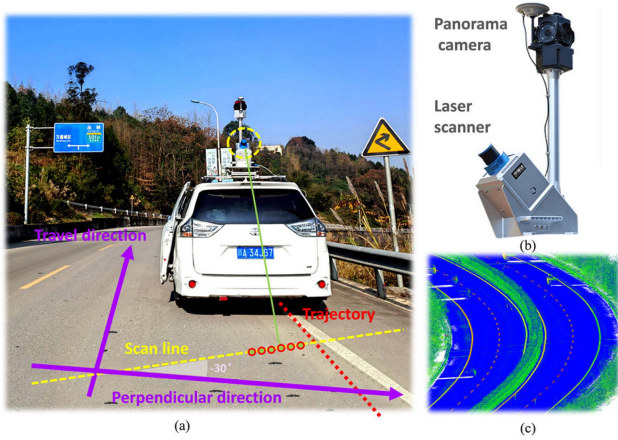 Travel direction
Scan line
Trajectory
-30°
Perpendicular direction
(a)
Panorama
camera
Laser
scanner
(b)
(c)